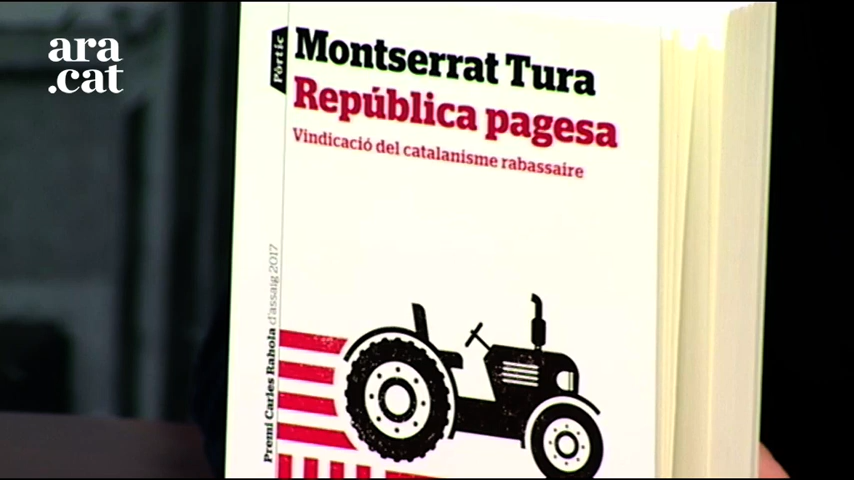 ara
.cat
Pòrtic
Montserrat Tura
República pagesa
Vindicació del catalanisme rabassaire
Premi Carles Rahola d'assaig 2017